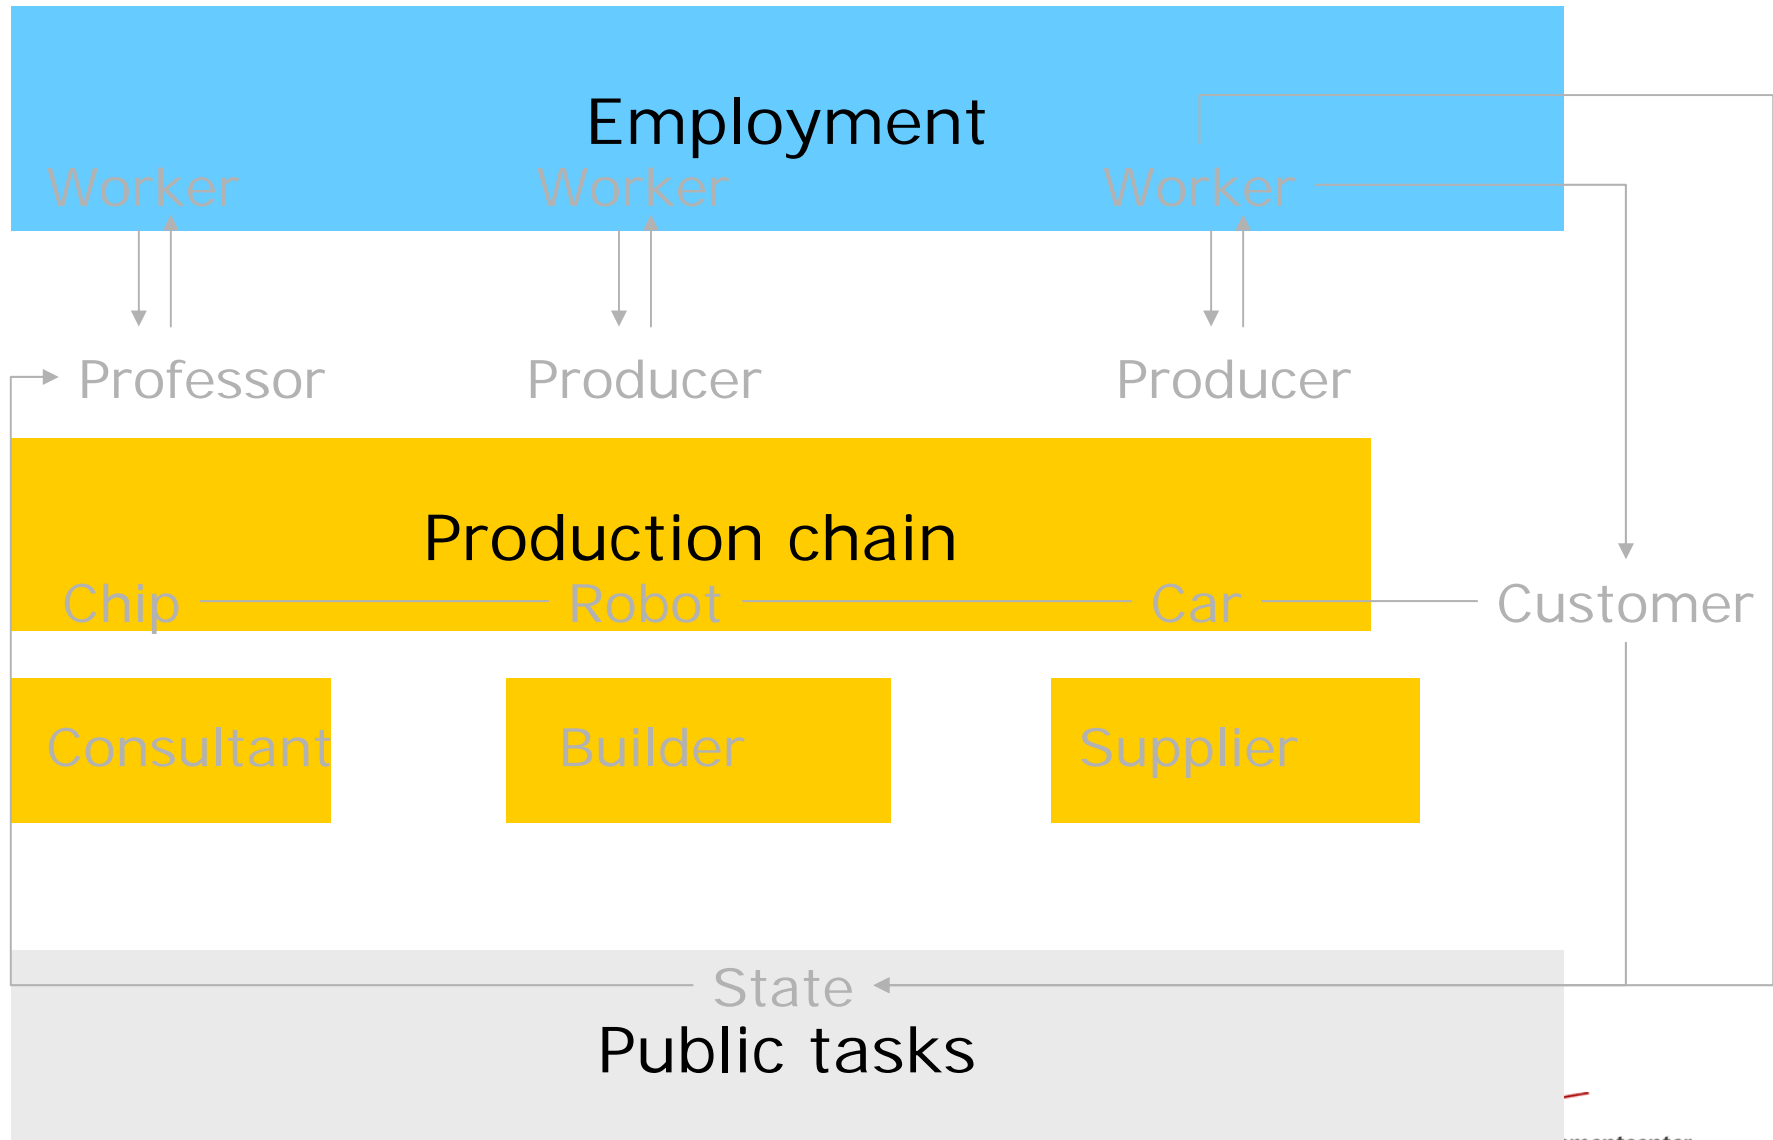 Employment
Worker Worker Worker
Professor Producer Producer
Production chain
Chip Robot Car Customer
Consultant Builder Supplier
State
Public tasks